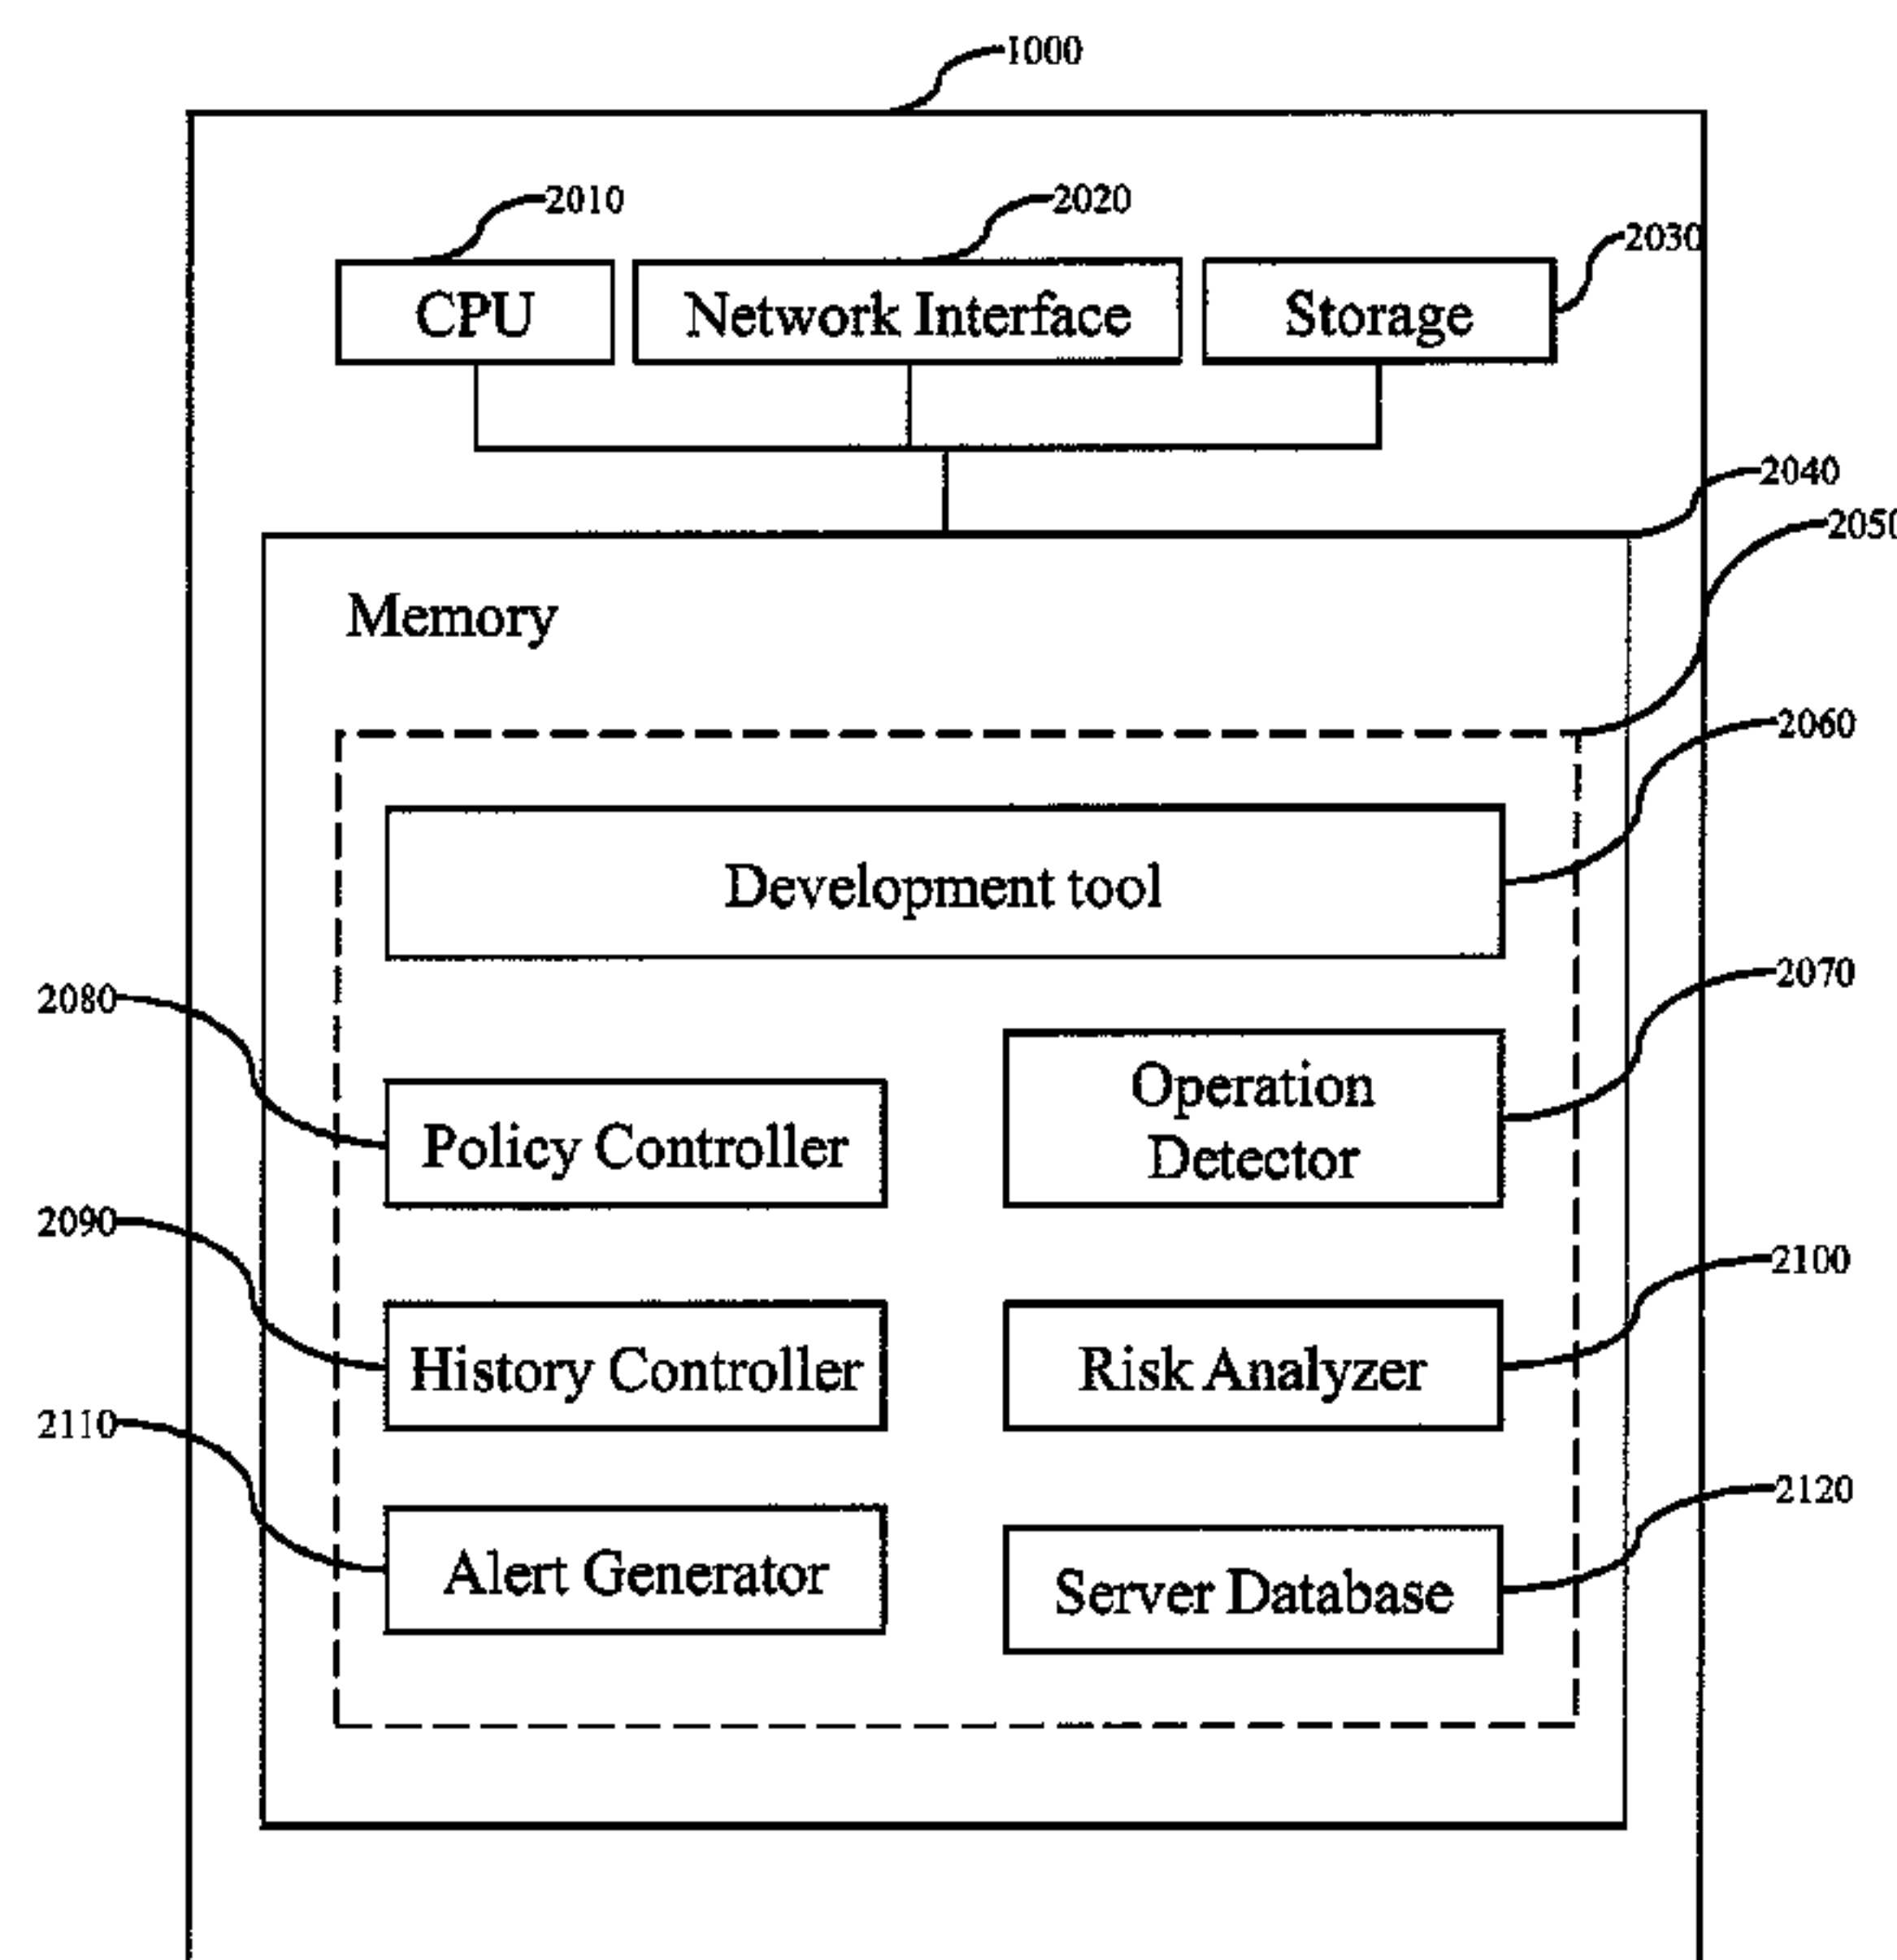 1000
2010
2020
2030
CPU
Network Interface
Storage
2040
2050
Memory
2060
Development tool
2070
2080
Operation
Detector
Policy Controller
2090
2100
History Controller
Risk Analyzer
2110
2120
Alert Generator
Server Database